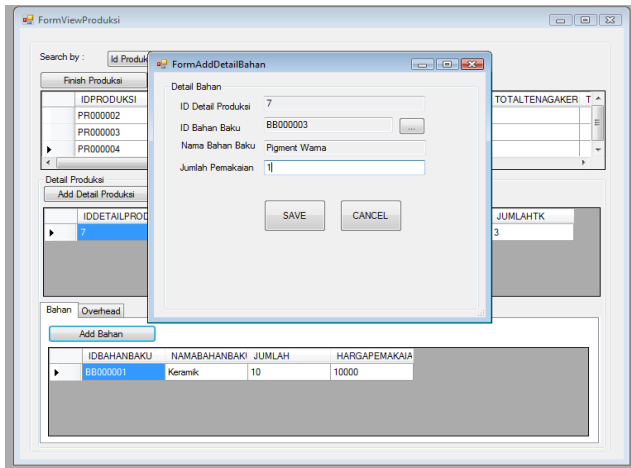 FormViewProduksi
Search by : Id Produk
Finish Produksi
IDPRODUKSI TOTALTENAGAKER T
PR000002
PR000003
PR000004
Detail Produksi
Add Detail Produksi
IDDETAILPROD JUMLAHTK
7 3
FormAddDetailBahan
Detail Bahan
ID Detail Produksi 7
ID Bahan Baku BB000003 ...
Nama Bahan Baku Pigment Warna
Jumlah Pemakaian 1
SAVE CANCEL
Bahan Overhead
Add Bahan
IDBAHANBAKU NAMABAHANBAKU JUMLAH HARGAPEMAKAIA
BB000001 Keramik 10 10000